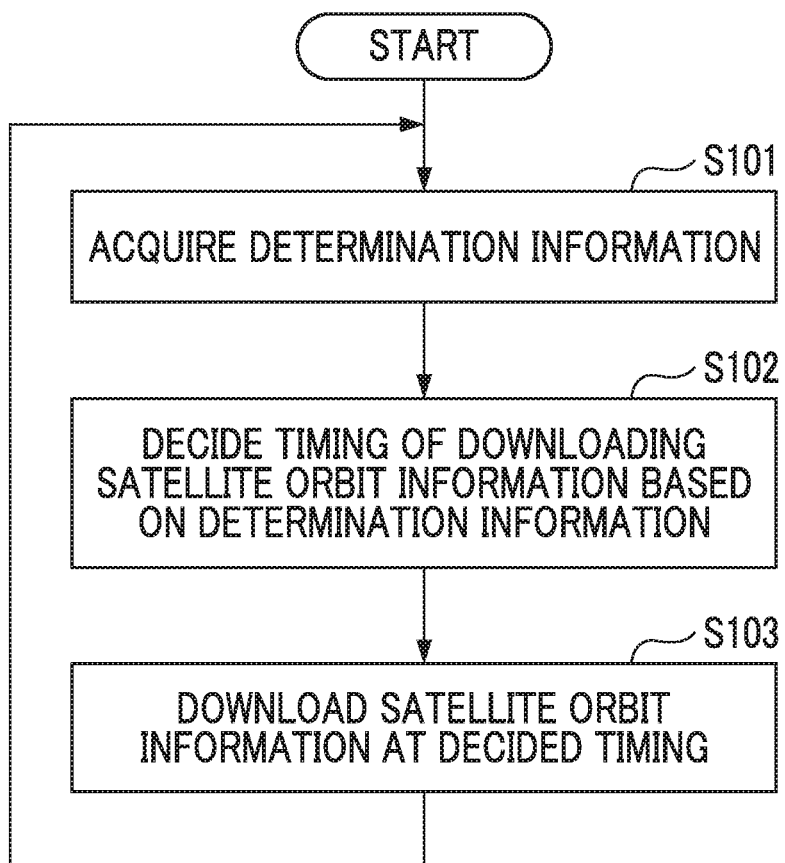 START
S101
ACQUIRE DETERMINATION INFORMATION
S102
DECIDE TIMING OF DOWNLOADING
SATELLITE ORBIT INFORMATION BASED
ON DETERMINATION INFORMATION
S103
DOWNLOAD SATELLITE ORBIT
INFORMATION AT DECIDED TIMING